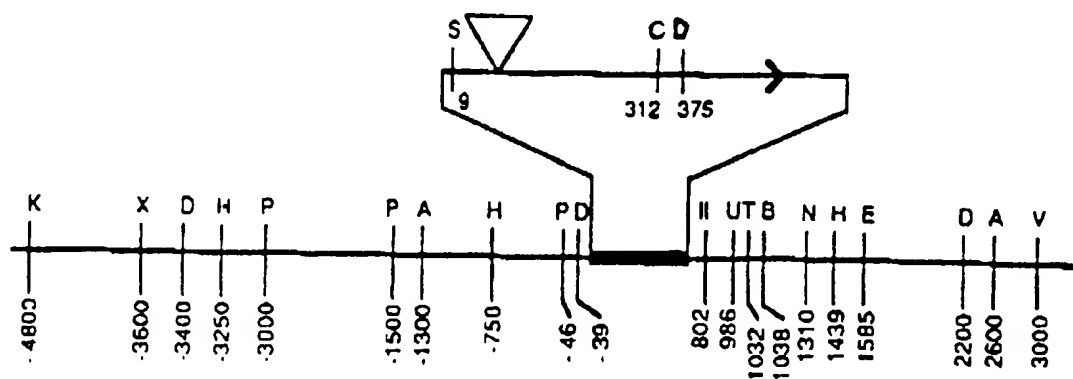 S C D
9 312 375
K X D H P P A H P D II U T B N H E D A V
-4800 -3600 -3400 -3250 -3000 -1500 -1300 -750 -46 -39 802 986 1032 1038 1310 1439 1585 2200 2600 3000